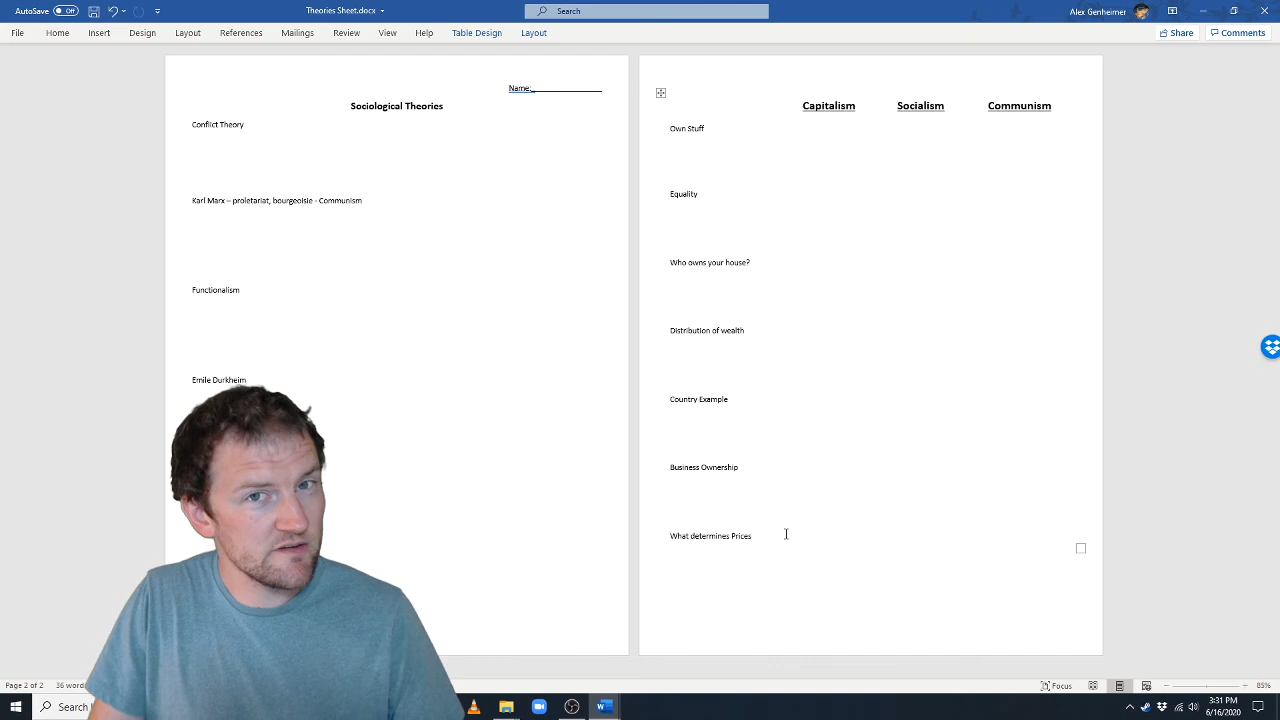 AutoSave Off Theories Sheet.docx Search Alex Genheimer
File Home Insert Design Layout References Mailings Review View Help Table Design Layout Share Comments
Name:
Sociological Theories
Conflict Theory
Karl Marx – proletariat, bourgeoisie - Communism
Functionalism
Emile Durkheim
Capitalism Socialism Communism
Own Stuff
Equality
Who owns your house?
Distribution of wealth
Country Example
Business Ownership
What determines Prices
Page 2 of 2 36 word Focus 85%
Search 3:31 PM
6/16/2020